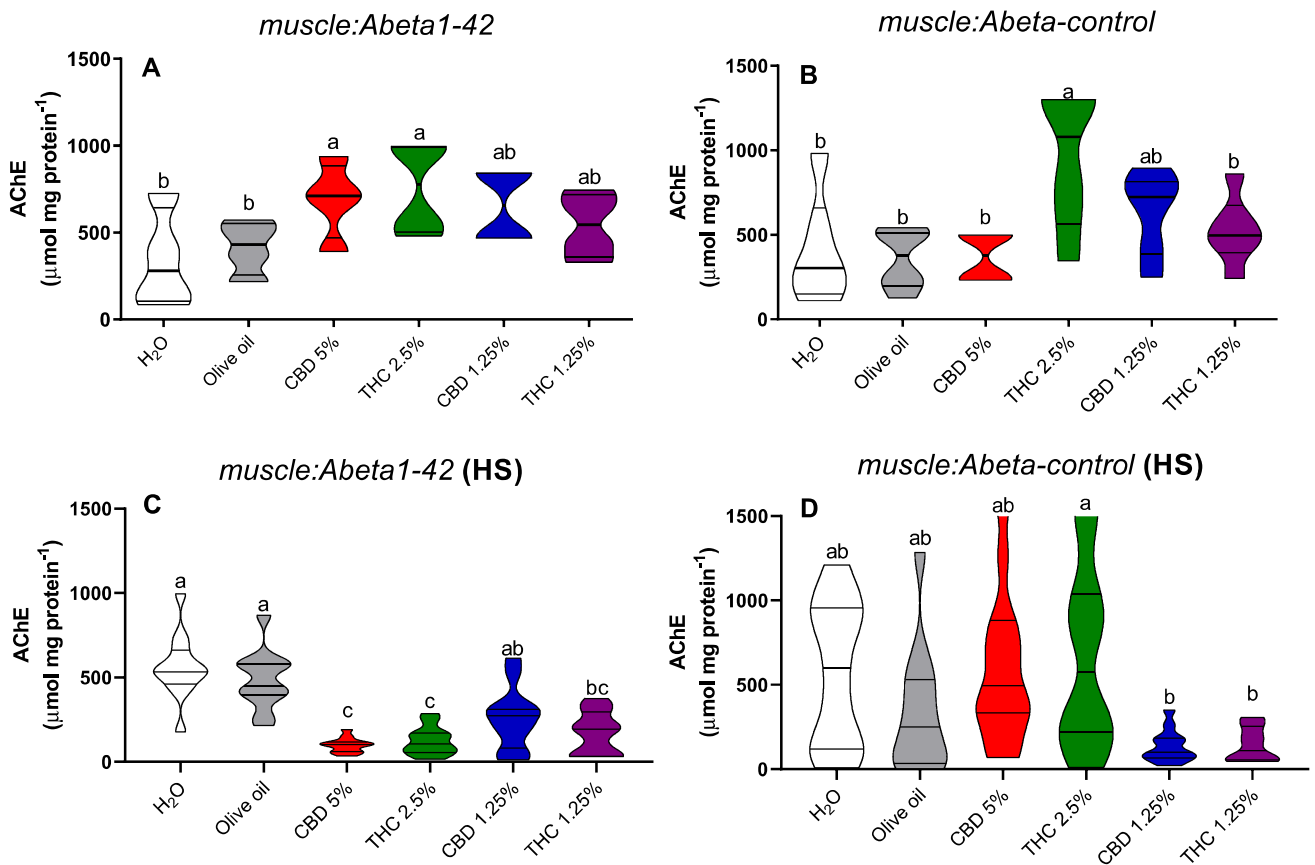 muscle:Abeta1-42
A
AChE
(μmol mg protein⁻¹)
1500
1000
500
0
b
b
a
a
ab
ab
H₂O
Olive oil
CBD 5%
THC 2.5%
CBD 1.25%
THC 1.25%
muscle:Abeta-control
B
AChE
(μmol mg protein⁻¹)
1500
1000
500
0
b
b
b
a
ab
b
H₂O
Olive oil
CBD 5%
THC 2.5%
CBD 1.25%
THC 1.25%
muscle:Abeta1-42 (HS)
C
AChE
(μmol mg protein⁻¹)
1500
1000
500
0
a
a
c
c
ab
bc
H₂O
Olive oil
CBD 5%
THC 2.5%
CBD 1.25%
THC 1.25%
muscle:Abeta-control (HS)
D
AChE
(μmol mg protein⁻¹)
1500
1000
500
0
ab
ab
ab
a
b
b
H₂O
Olive oil
CBD 5%
THC 2.5%
CBD 1.25%
THC 1.25%